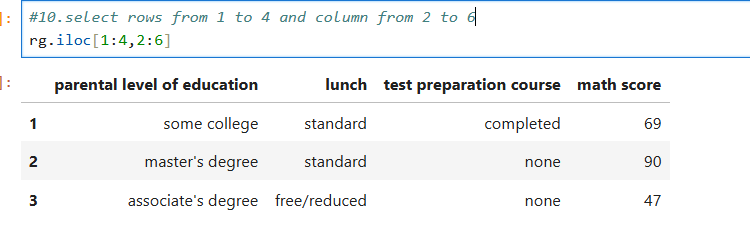 ]: #10.select rows from 1 to 4 and column from 2 to 6
rg.iloc[1:4,2:6]
]: parental level of education lunch test preparation course math score
1 some college standard completed 69
2 master's degree standard none 90
3 associate's degree free/reduced none 47